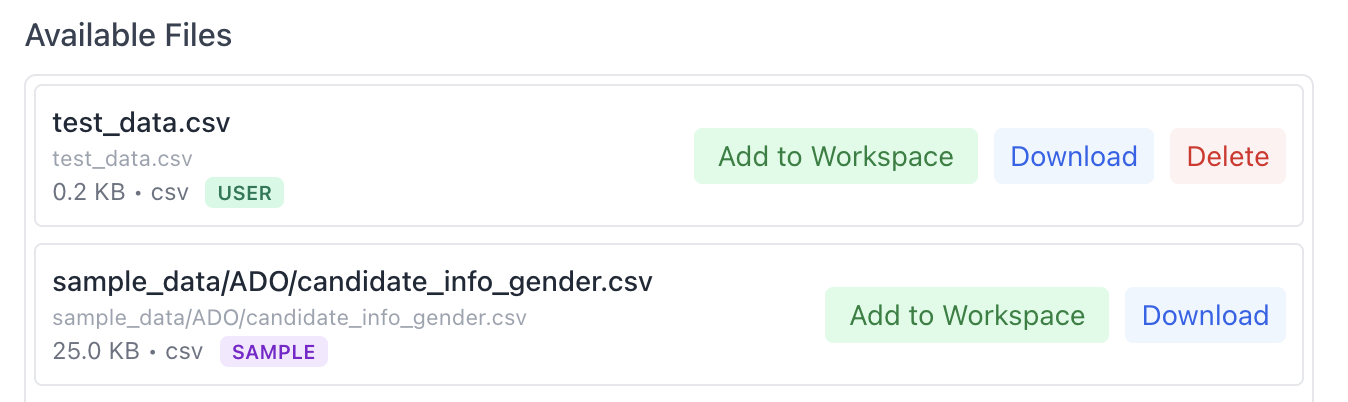 Available Files
test_data.csv
test_data.csv
0.2 KB • csv USER
Add to Workspace Download Delete
sample_data/ADO/candidate_info_gender.csv
sample_data/ADO/candidate_info_gender.csv
25.0 KB • csv SAMPLE
Add to Workspace Download